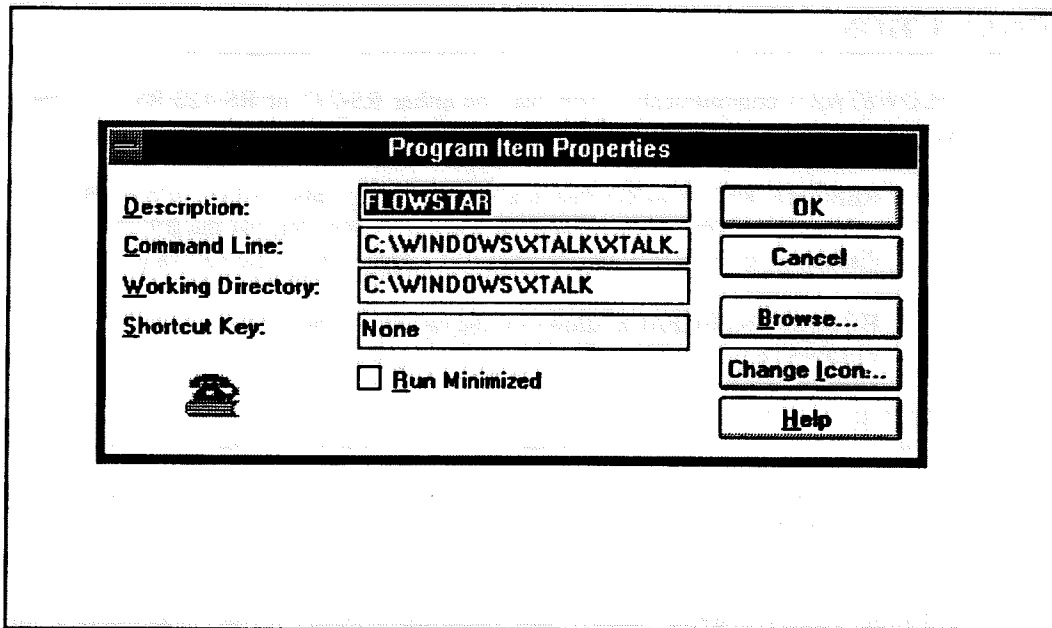 Program Item Properties
Description: FLOWSTAR
Command Line: C:\WINDOWS\XTALK\XTALK.
Working Directory: C:\WINDOWS\XTALK
Shortcut Key: None
Run Minimized
OK
Cancel
Browse...
Change Icon...
Help